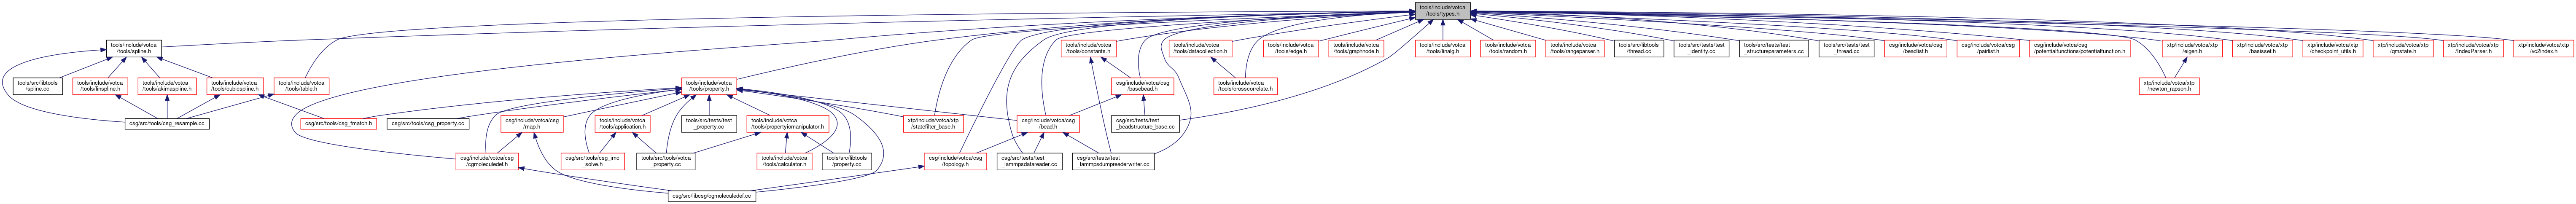 tools/include/votca
/tools/types.h
tools/include/votca
/tools/spline.h
tools/include/votca
/tools/constants.h
tools/include/votca
/tools/datacollection.h
tools/include/votca
/tools/edge.h
tools/include/votca
/tools/graphnode.h
tools/include/votca
/tools/linalg.h
tools/include/votca
/tools/random.h
tools/include/votca
/tools/rangeparser.h
tools/src/libtools
/thread.cc
tools/src/tests/test
_identity.cc
tools/src/tests/test
_structureparameters.cc
tools/src/tests/test
_thread.cc
csg/include/votca/csg
/beadlist.h
csg/include/votca/csg
/pairlist.h
csg/include/votca/csg
/potentialfunctions/potentialfunction.h
xtp/include/votca/xtp
/eigen.h
xtp/include/votca/xtp
/basisset.h
xtp/include/votca/xtp
/checkpoint_utils.h
xtp/include/votca/xtp
/qmstate.h
xtp/include/votca/xtp
/IndexParser.h
xtp/include/votca/xtp
/vc2index.h
tools/src/libtools
/spline.cc
tools/include/votca
/tools/linspline.h
tools/include/votca
/tools/akimaspline.h
tools/include/votca
/tools/cubicspline.h
tools/include/votca
/tools/table.h
tools/include/votca
/tools/property.h
csg/include/votca/csg
/basebead.h
tools/include/votca
/tools/crosscorrelate.h
xtp/include/votca/xtp
/newton_rapson.h
csg/src/tools/csg_resample.cc
csg/src/tools/csg_fmatch.h
csg/src/tools/csg_property.cc
csg/include/votca/csg
/map.h
tools/include/votca
/tools/application.h
tools/src/tests/test
_property.cc
tools/include/votca
/tools/propertyiomanipulator.h
xtp/include/votca/xtp
/statefilter_base.h
csg/include/votca/csg
/bead.h
csg/src/tests/test
_beadstructure_base.cc
csg/include/votca/csg
/cgmoleculedef.h
csg/src/tools/csg_imc
_solve.h
tools/src/tools/votca
_property.cc
tools/include/votca
/tools/calculator.h
tools/src/libtools
/property.cc
csg/include/votca/csg
/topology.h
csg/src/tests/test
_lammpsdatareader.cc
csg/src/tests/test
_lammpsdumpreaderwriter.cc
csg/src/libcsg/cgmoleculedef.cc